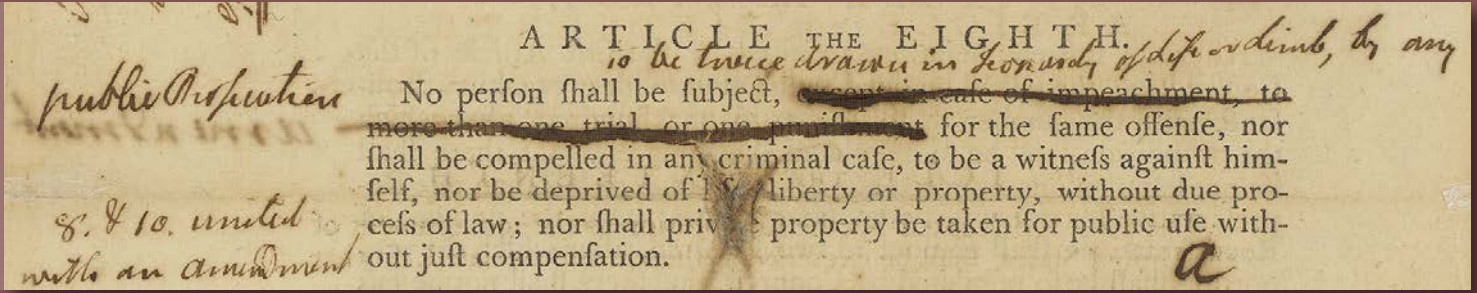 ARTICLE THE EIGHTH.
to be twice drawn in Jeopardy of Life or Limb, by any
public Prosecution
No perſon ſhall be ſubject, except in caſe of impeachment, to
more than one trial, or one puniſhment for the ſame offenſe, nor
ſhall be compelled in any criminal caſe, to be a witneſs againſt him-
ſelf, nor be deprived of life, liberty or property, without due pro-
ceſs of law; nor ſhall private property be taken for public uſe with-
out juſt compenſation.
8. & 10. united
with an amendment
a